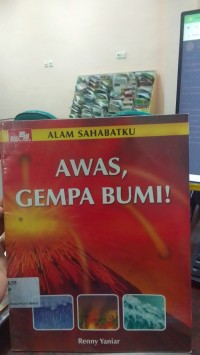 ALAM SAHABATKU
AWAS,
GEMPA BUMI!
Renny Yaniar